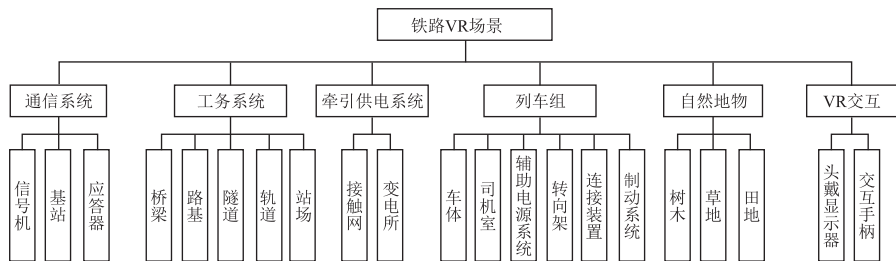 铁路VR场景
通信系统
工务系统
牵引供电系统
列车组
自然地物
VR交互
信号机
基站
应答器
桥梁
路基
隧道
轨道
站场
接触网
变电所
车体
司机室
辅助电源系统
转向架
连接装置
制动系统
树木
草地
田地
头戴显示器
交互手柄